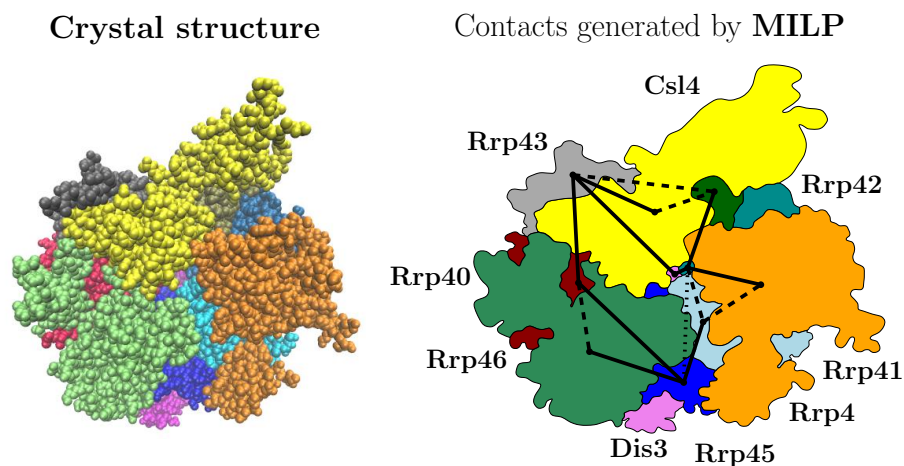 Crystal structure
Contacts generated by MILP
Csl4
Rrp43
Rrp42
Rrp40
Rrp46
Rrp41
Rrp4
Dis3
Rrp45